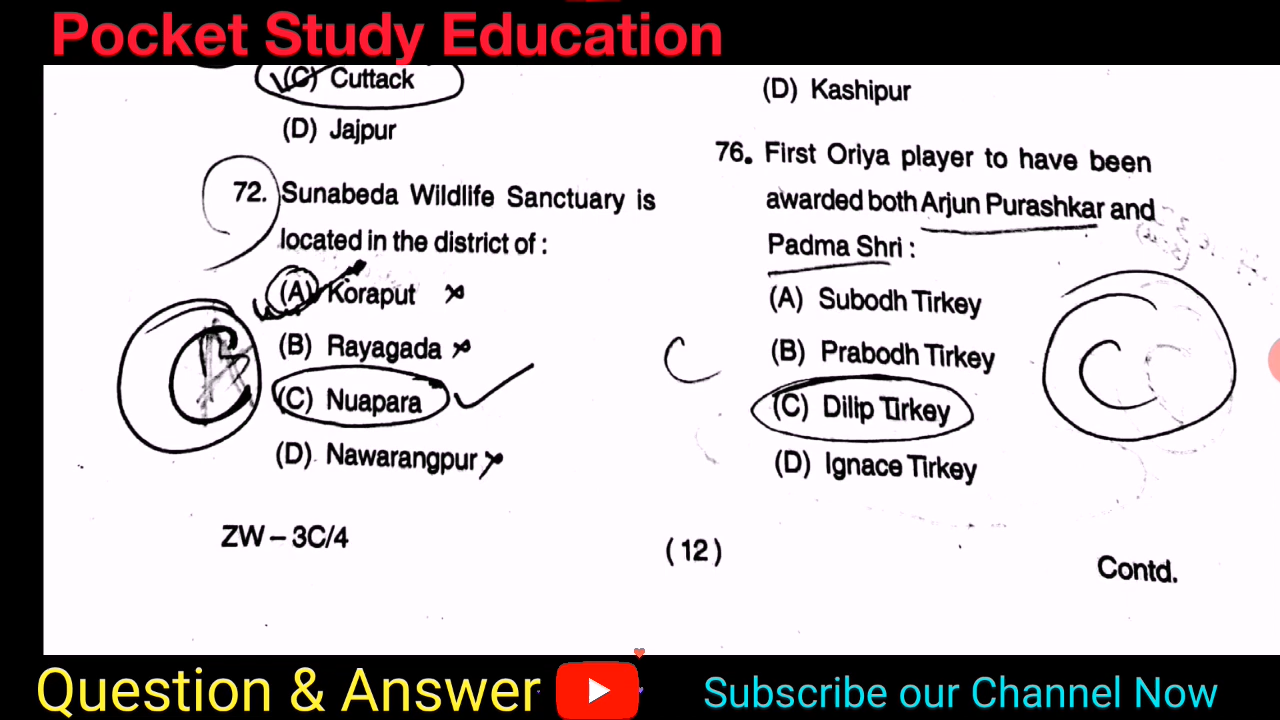 Pocket Study Education
(C) Cuttack
(D) Jajpur
72. Sunabeda Wildlife Sanctuary is
located in the district of :
(A) Koraput
(B) Rayagada
(C) Nuapara
(D) Nawarangpur
ZW – 3C/4
(D) Kashipur
76. First Oriya player to have been
awarded both Arjun Purashkar and
Padma Shri :
(A) Subodh Tirkey
(B) Prabodh Tirkey
(C) Dilip Tirkey
(D) Ignace Tirkey
C
C
(12)
Contd.
Question & Answer
Subscribe our Channel Now